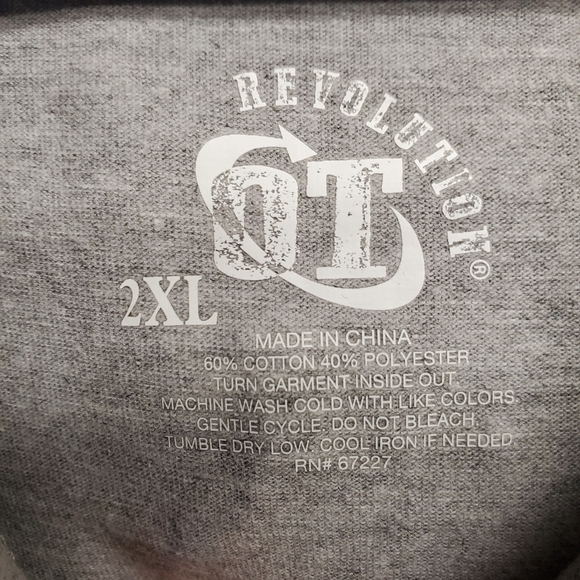 REVOLUTION®
OT
2XL
MADE IN CHINA
60% COTTON 40% POLYESTER
TURN GARMENT INSIDE OUT.
MACHINE WASH COLD WITH LIKE COLORS.
GENTLE CYCLE. DO NOT BLEACH.
TUMBLE DRY LOW. COOL IRON IF NEEDED
RN# 67227